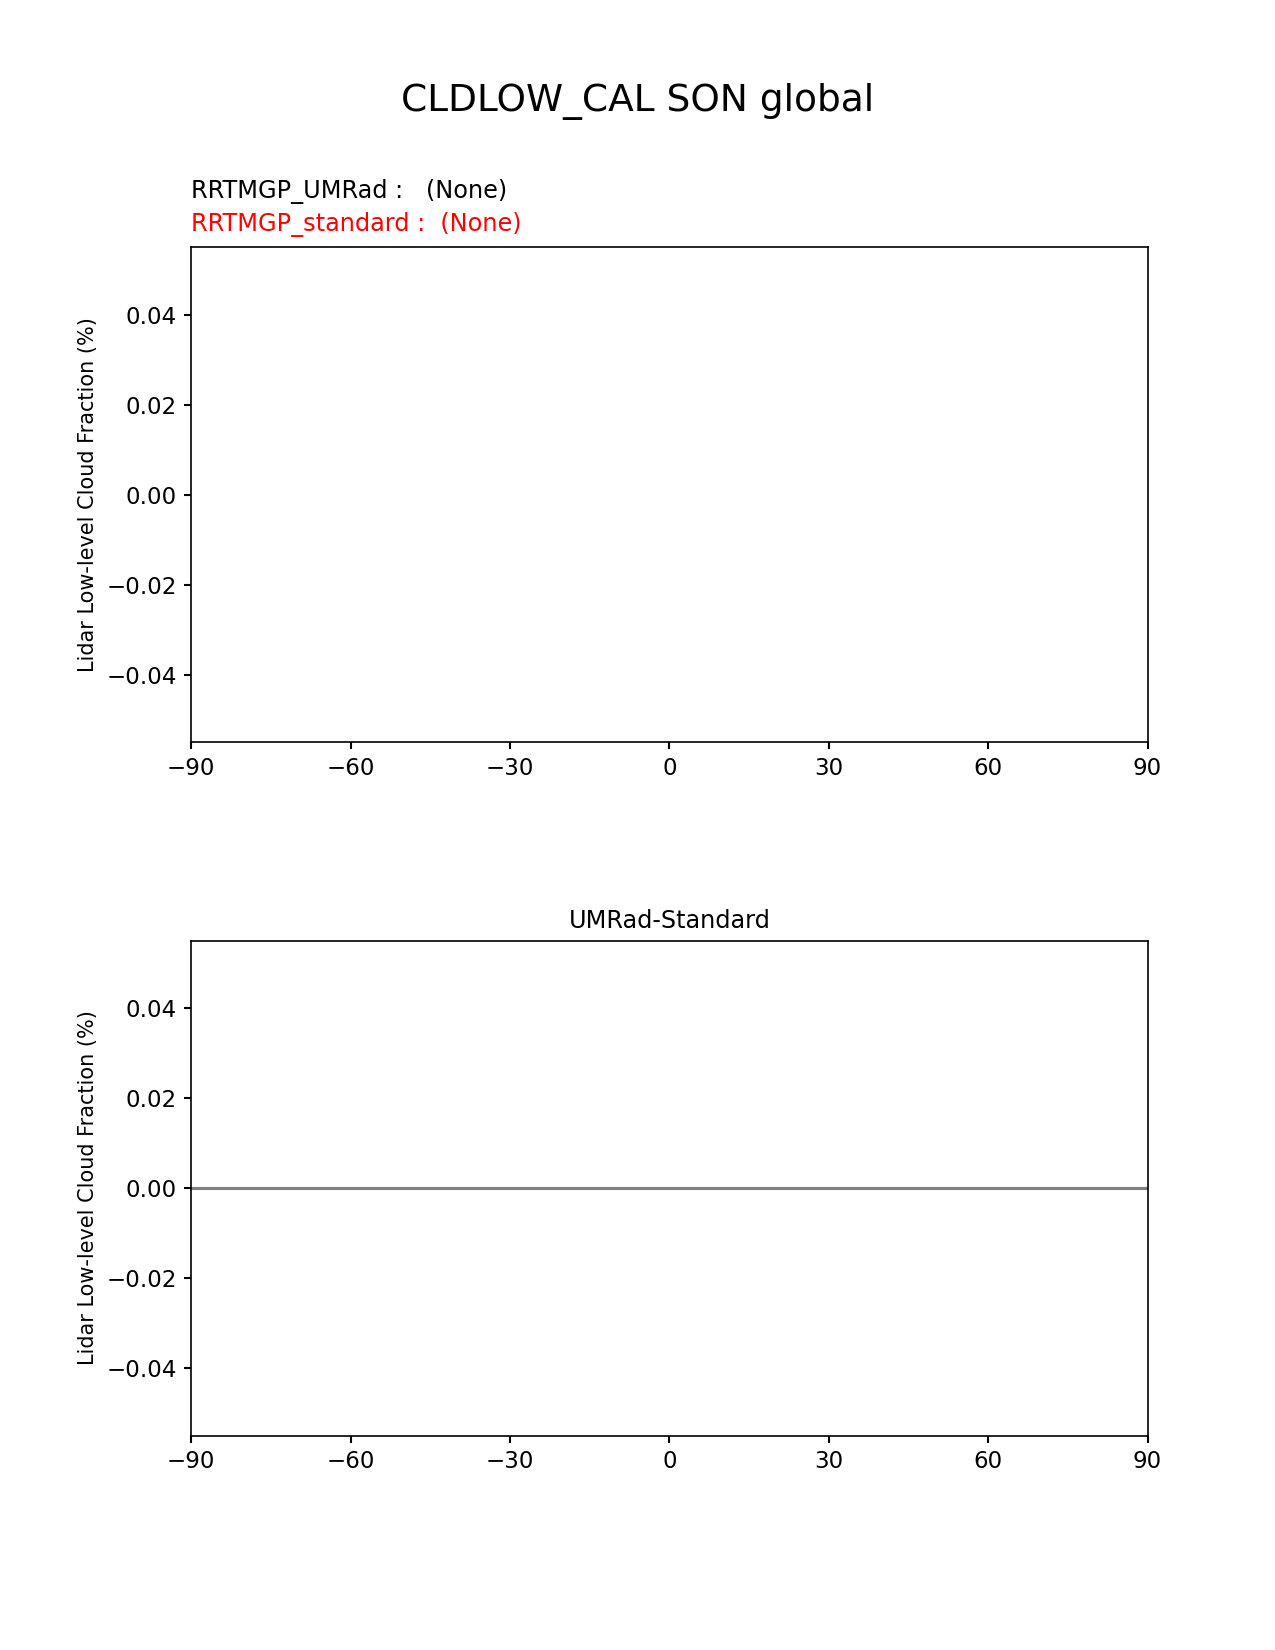 CLDLOW_CAL SON global
RRTMGP_UMRad :   (None)
RRTMGP_standard :  (None)
Lidar Low-level Cloud Fraction (%)
0.04
0.02
0.00
−0.02
−0.04
−90 −60 −30 0 30 60 90
UMRad-Standard
Lidar Low-level Cloud Fraction (%)
0.04
0.02
0.00
−0.02
−0.04
−90 −60 −30 0 30 60 90